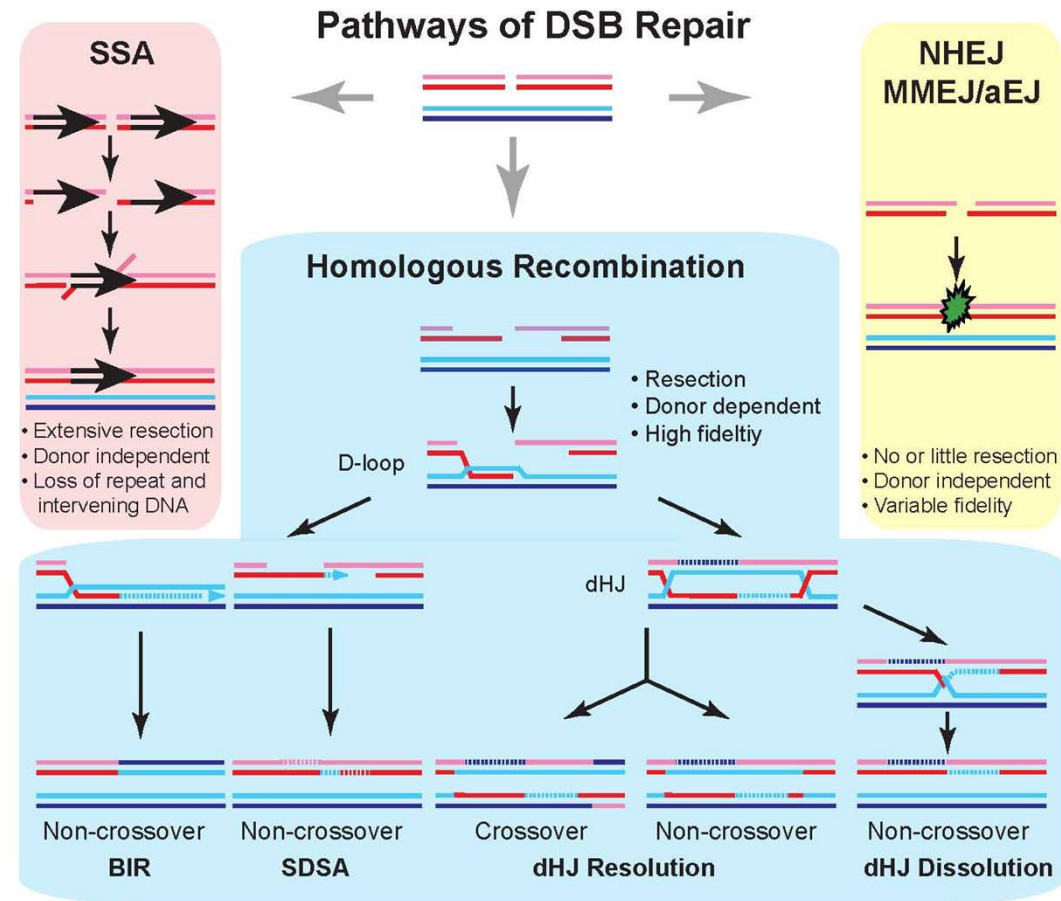 Pathways of DSB Repair
SSA
• Extensive resection
• Donor independent
• Loss of repeat and
intervening DNA
NHEJ
MMEJ/aEJ
• No or little resection
• Donor independent
• Variable fidelity
Homologous Recombination
• Resection
• Donor dependent
• High fideltiy
D-loop
dHJ
Non-crossover
BIR
Non-crossover
SDSA
Crossover
Non-crossover
dHJ Resolution
Non-crossover
dHJ Dissolution